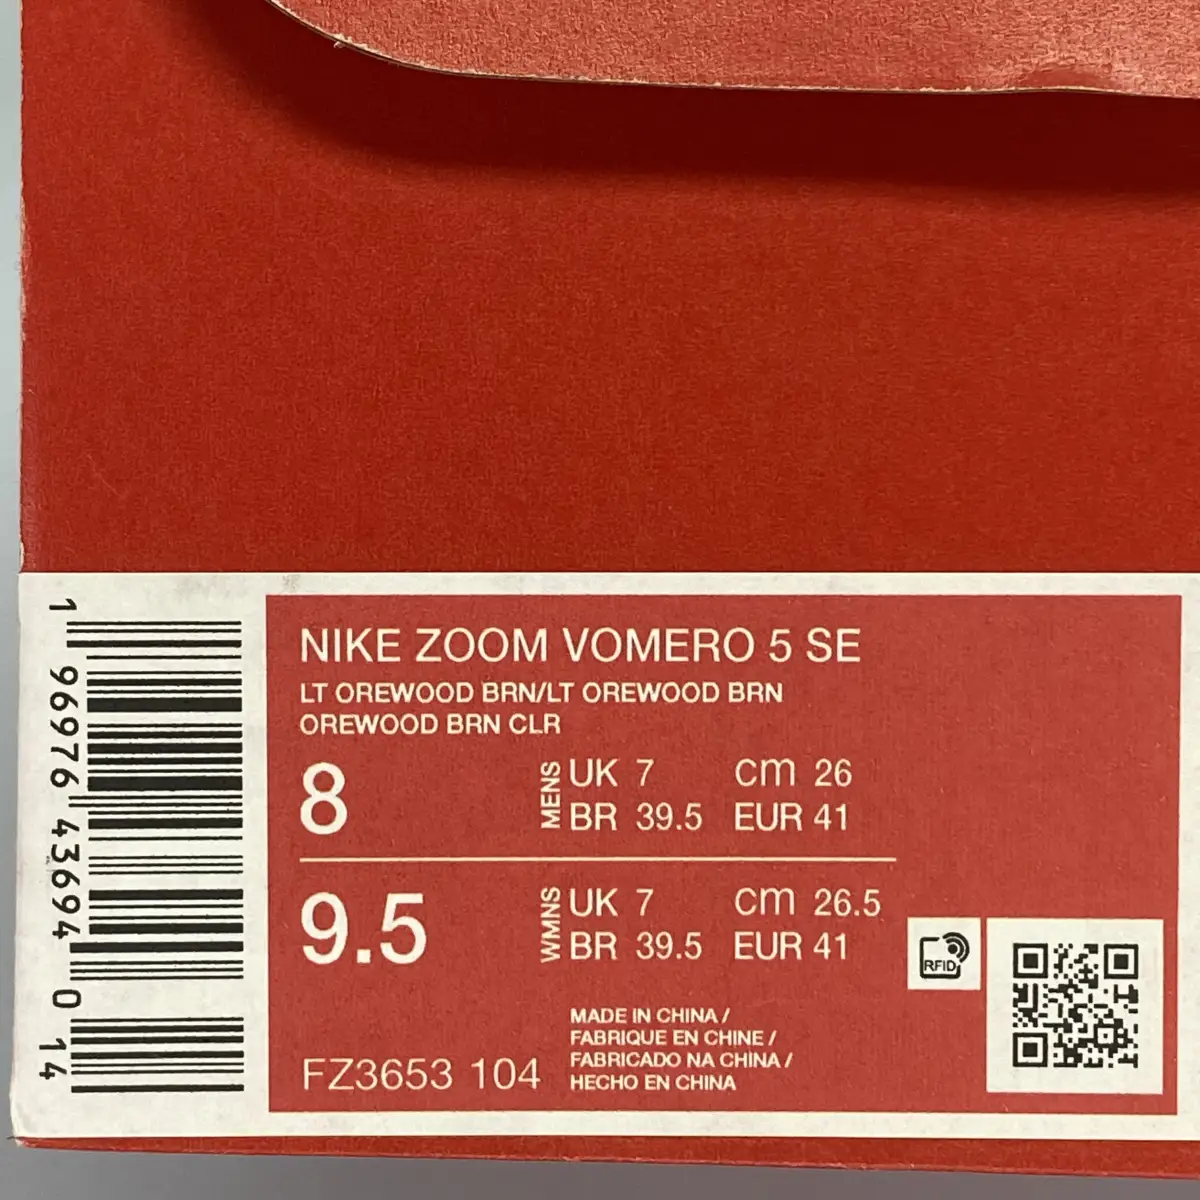 1 96976 43694 0 14
NIKE ZOOM VOMERO 5 SE
LT OREWOOD BRN/LT OREWOOD BRN
OREWOOD BRN CLR
8
MENS
UK 7 cm 26
BR 39.5 EUR 41
9.5
WMNS
UK 7 cm 26.5
BR 39.5 EUR 41
RFID
MADE IN CHINA /
FABRIQUE EN CHINE /
FABRICADO NA CHINA /
HECHO EN CHINA
FZ3653 104